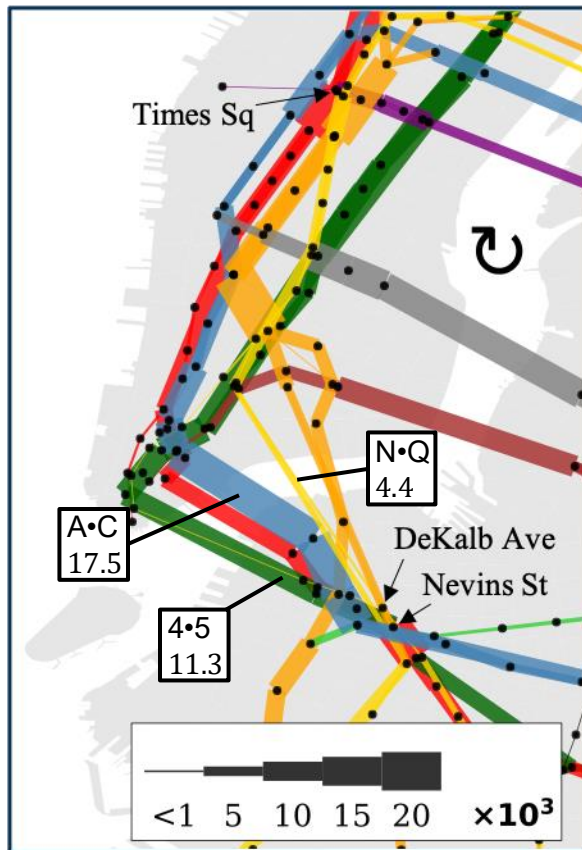 Times Sq
↻
N•Q
4.4
A•C
17.5
DeKalb Ave
Nevins St
4•5
11.3
<1 5 10 15 20 ×10³